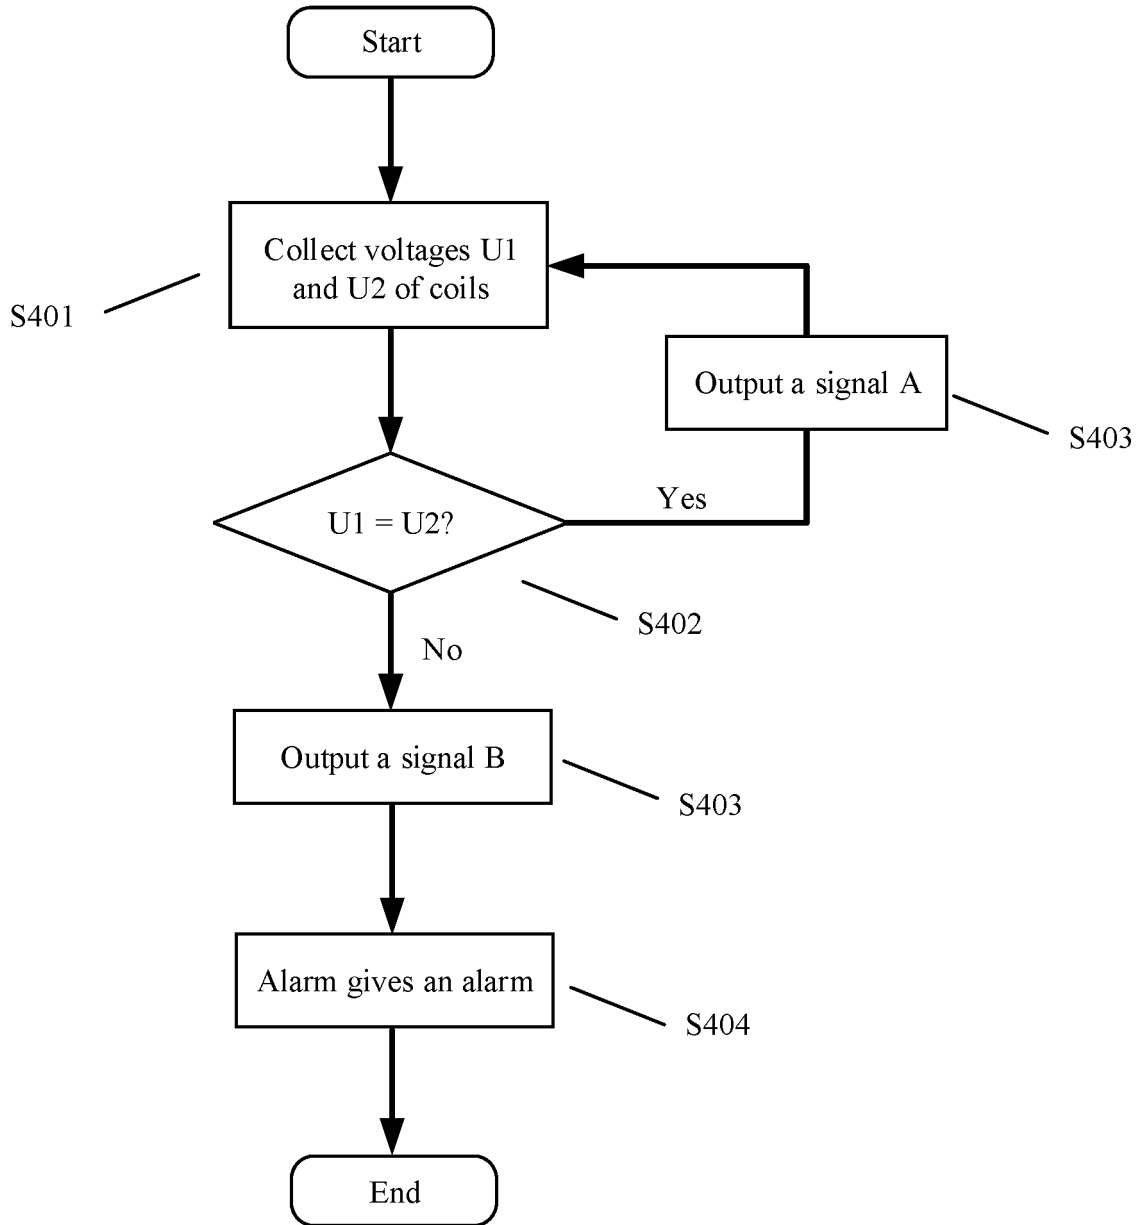 Start
Collect voltages U1
and U2 of coils
S401
Output a signal A
S403
U1 = U2?
Yes
S402
No
Output a signal B
S403
Alarm gives an alarm
S404
End